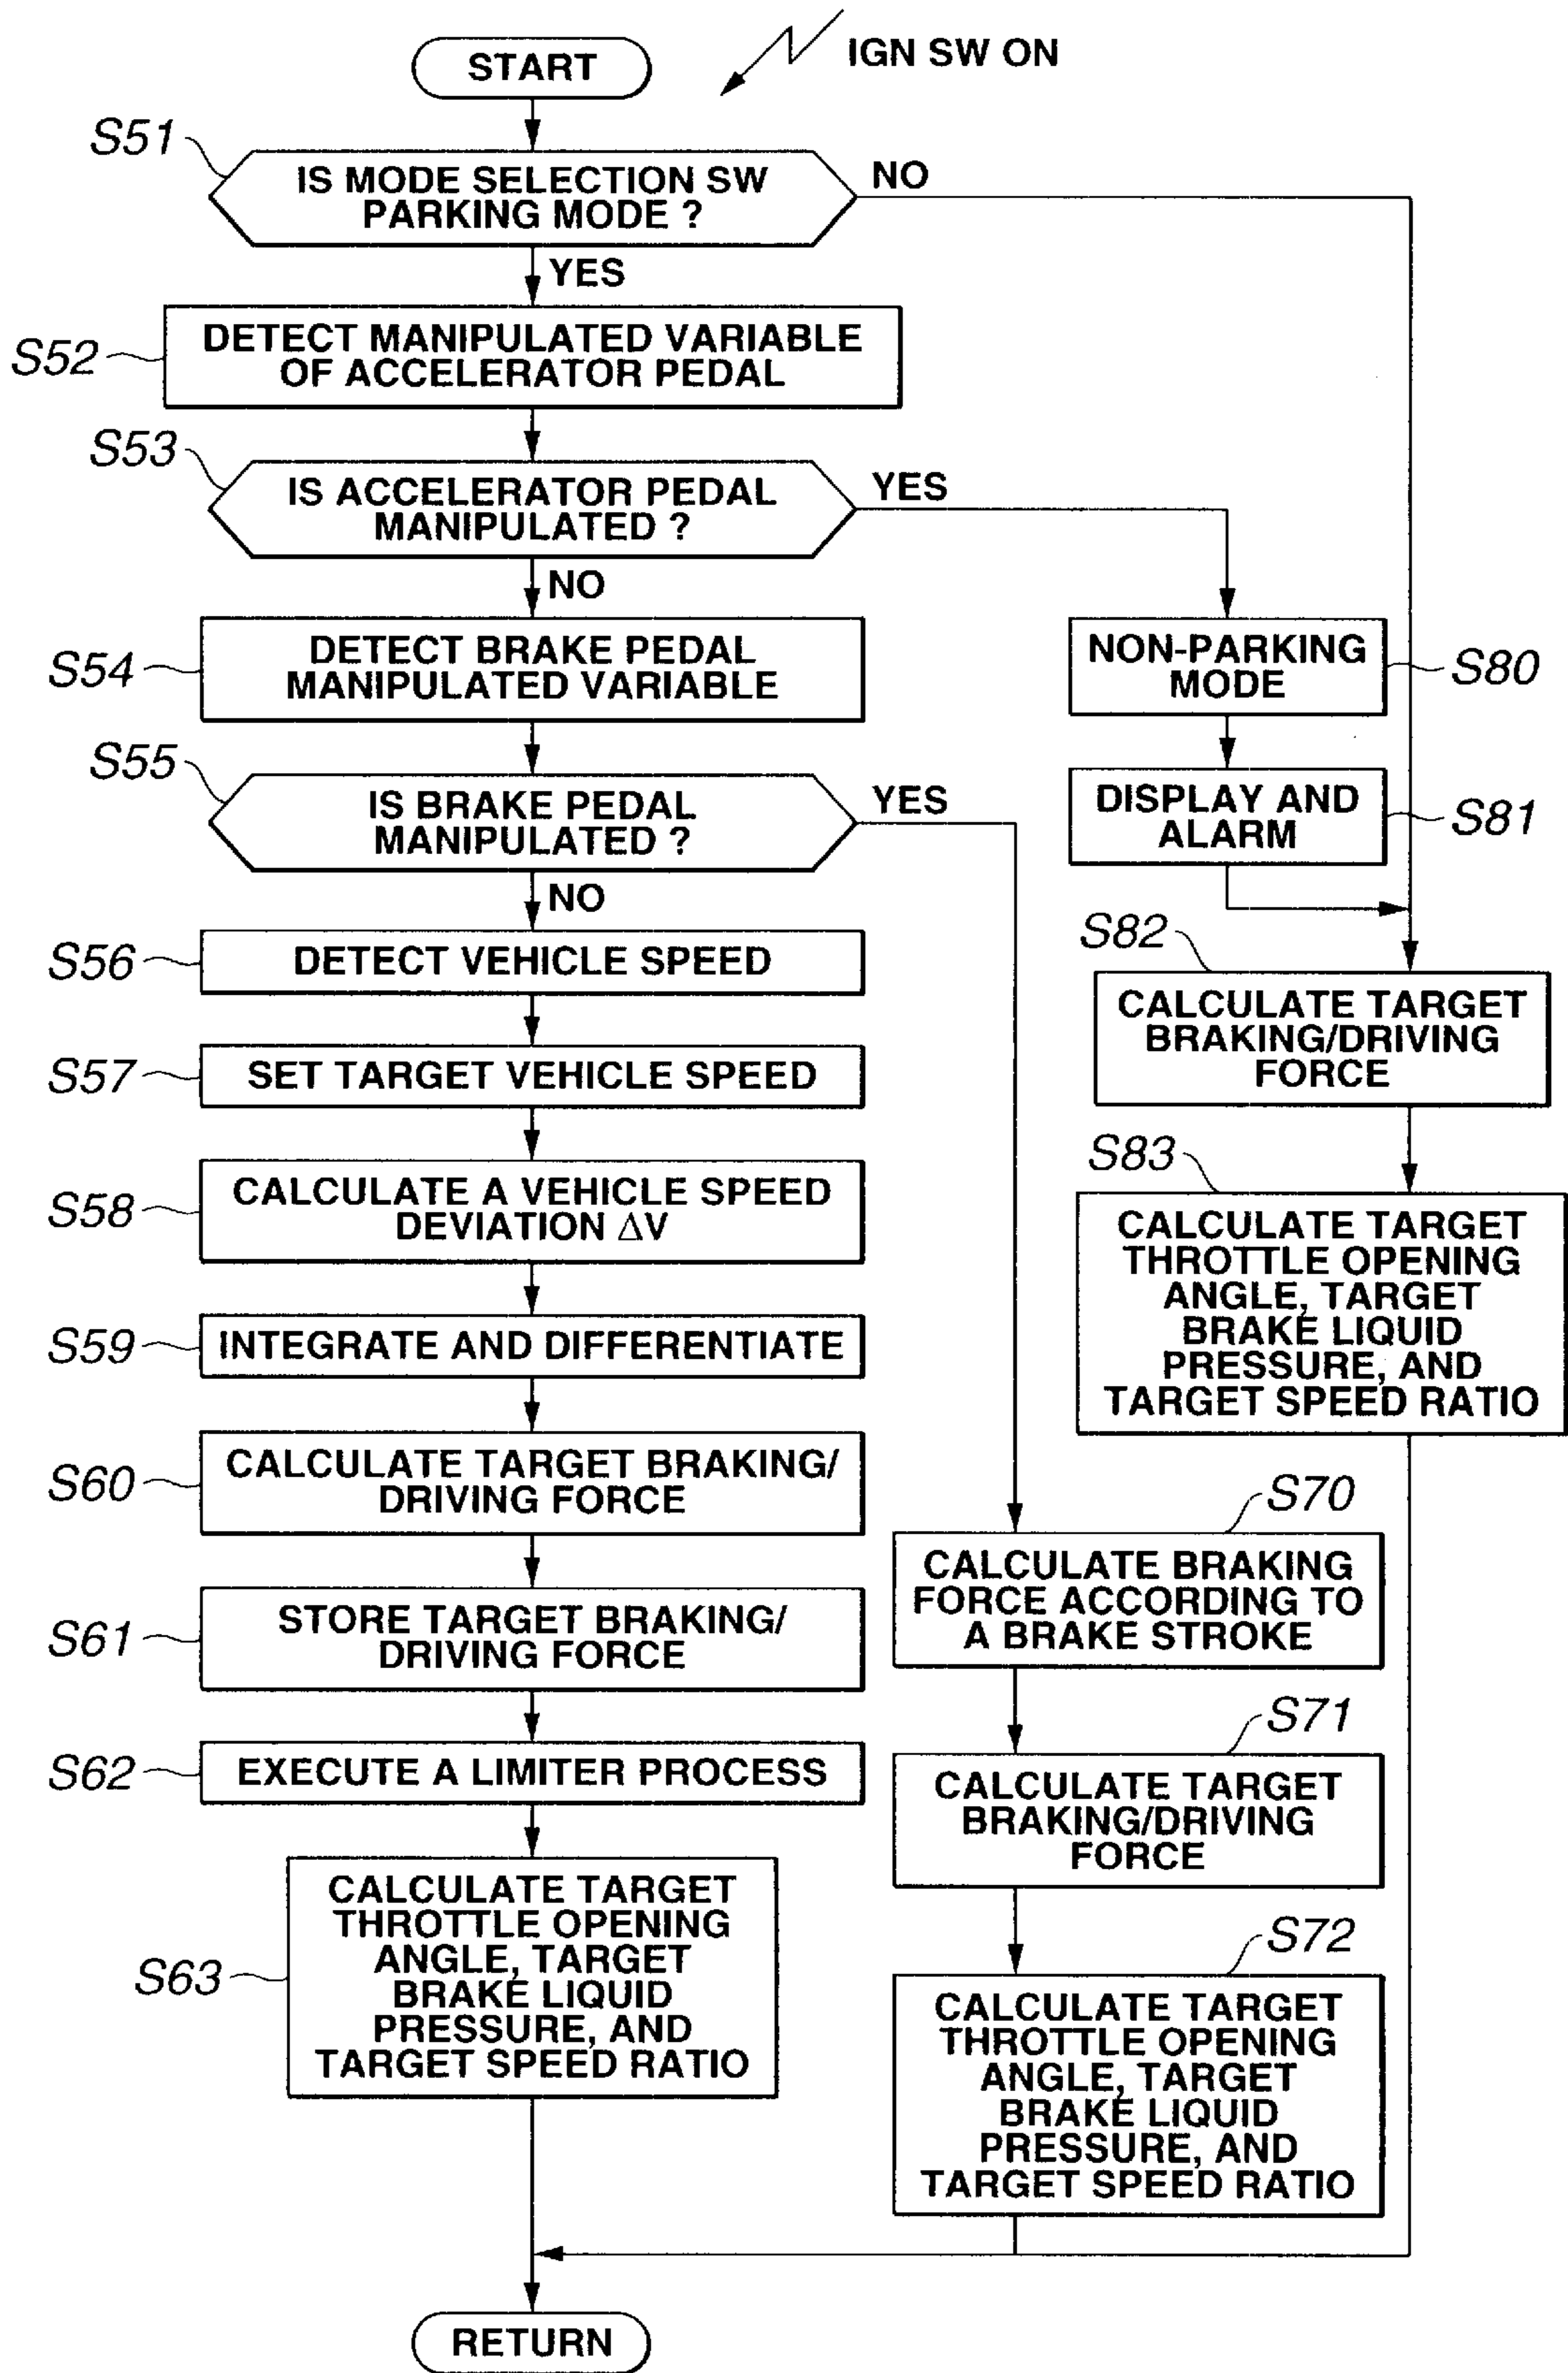 START
IGN SW ON
S51
IS MODE SELECTION SW
PARKING MODE ?
NO
YES
S52
DETECT MANIPULATED VARIABLE
OF ACCELERATOR PEDAL
S53
IS ACCELERATOR PEDAL
MANIPULATED ?
YES
NO
S54
DETECT BRAKE PEDAL
MANIPULATED VARIABLE
NON-PARKING
MODE
S80
S55
IS BRAKE PEDAL
MANIPULATED ?
YES
NO
DISPLAY AND
ALARM
S81
S56
DETECT VEHICLE SPEED
S57
SET TARGET VEHICLE SPEED
S82
CALCULATE TARGET
BRAKING/DRIVING
FORCE
S58
CALCULATE A VEHICLE SPEED
DEVIATION ΔV
S83
CALCULATE TARGET
THROTTLE OPENING
ANGLE, TARGET
BRAKE LIQUID
PRESSURE, AND
TARGET SPEED RATIO
S59
INTEGRATE AND DIFFERENTIATE
S60
CALCULATE TARGET BRAKING/
DRIVING FORCE
S61
STORE TARGET BRAKING/
DRIVING FORCE
S70
CALCULATE BRAKING
FORCE ACCORDING TO
A BRAKE STROKE
S62
EXECUTE A LIMITER PROCESS
S71
CALCULATE TARGET
BRAKING/DRIVING
FORCE
S63
CALCULATE TARGET
THROTTLE OPENING
ANGLE, TARGET
BRAKE LIQUID
PRESSURE, AND
TARGET SPEED RATIO
S72
CALCULATE TARGET
THROTTLE OPENING
ANGLE, TARGET
BRAKE LIQUID
PRESSURE, AND
TARGET SPEED RATIO
RETURN